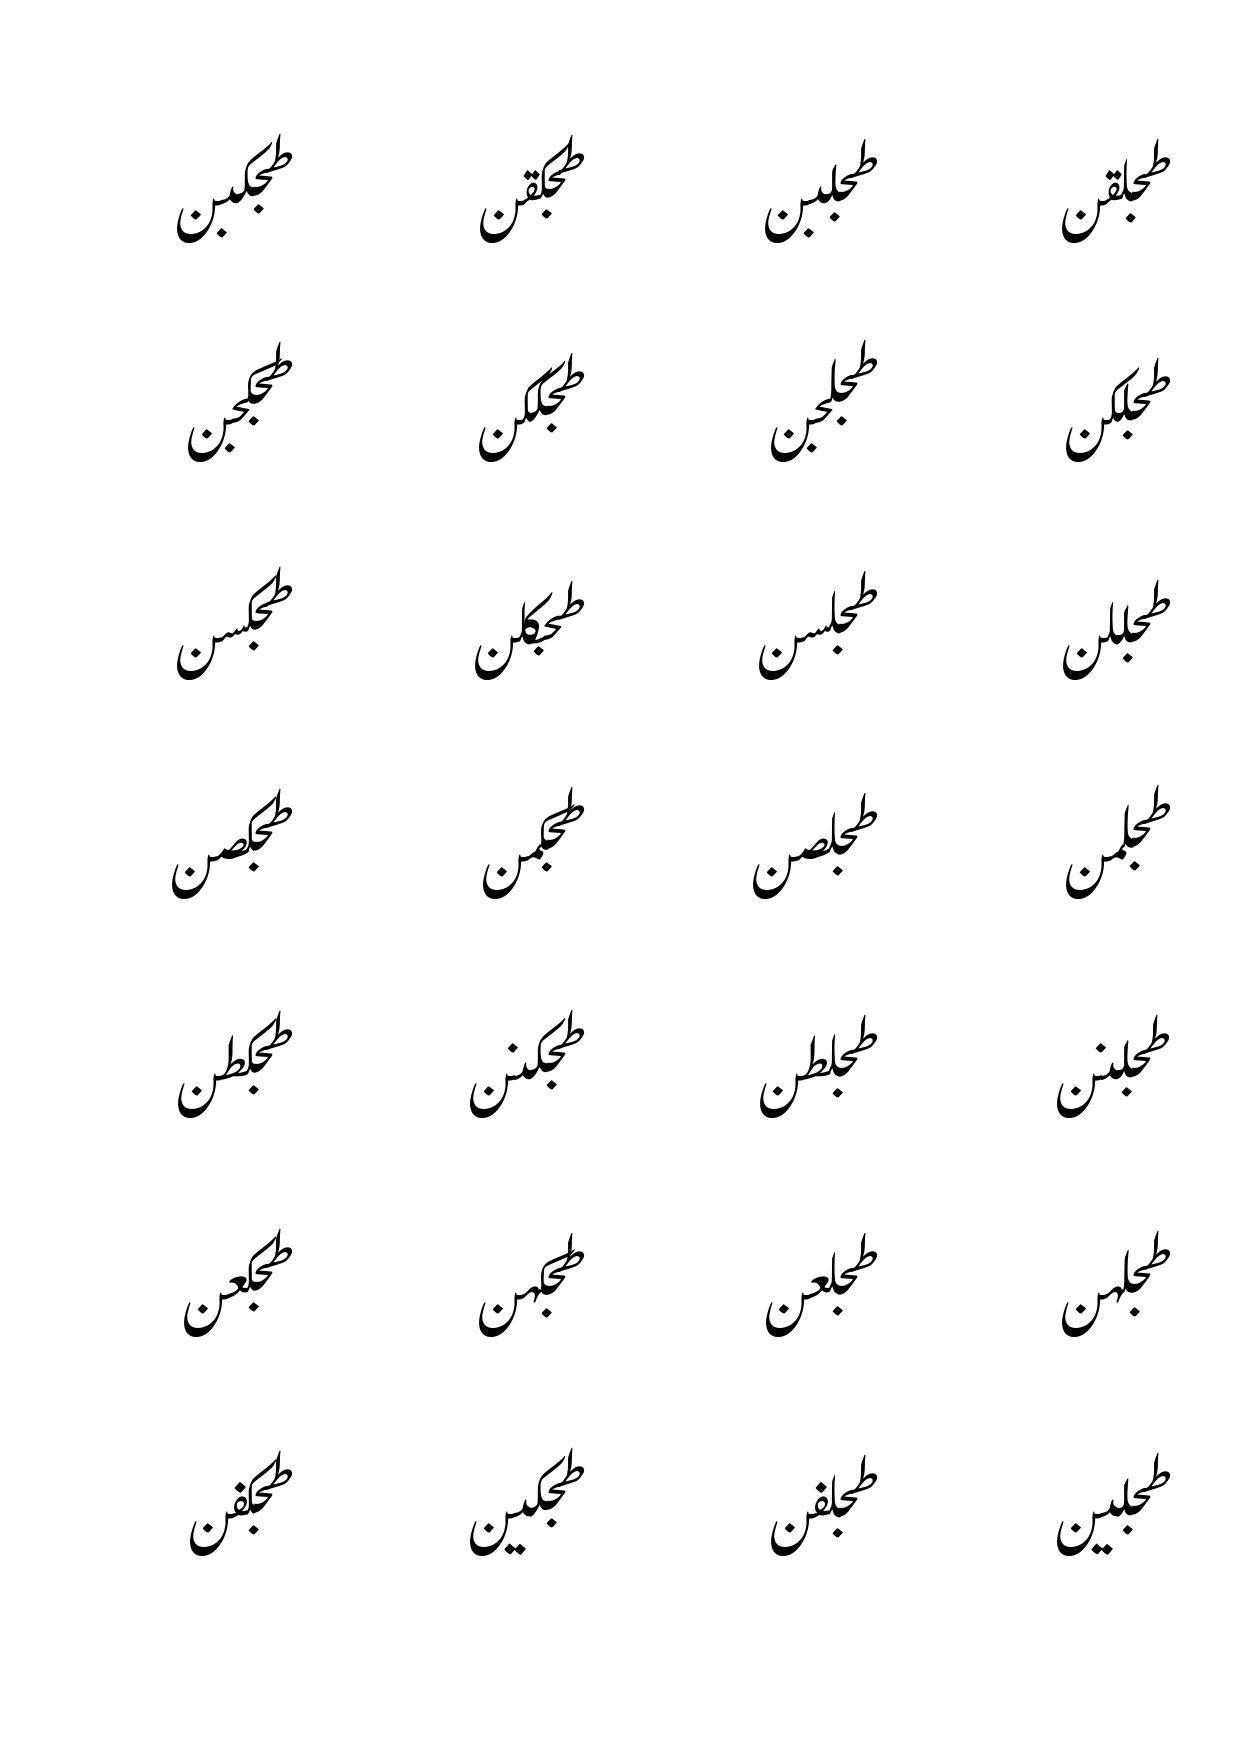 طجلقن طجلبن طجکقن طجکبن
طجلکن طجلجن طجککن طجکجن
طجللن طجلسن طجکلن طجکسن
طجلمن طجلصن طجکمن طجکصن
طجلنن طجلطن طجکنن طجکطن
طجلهن طجلعن طجکهن طجکعن
طجلین طجلفن طجکین طجکفن